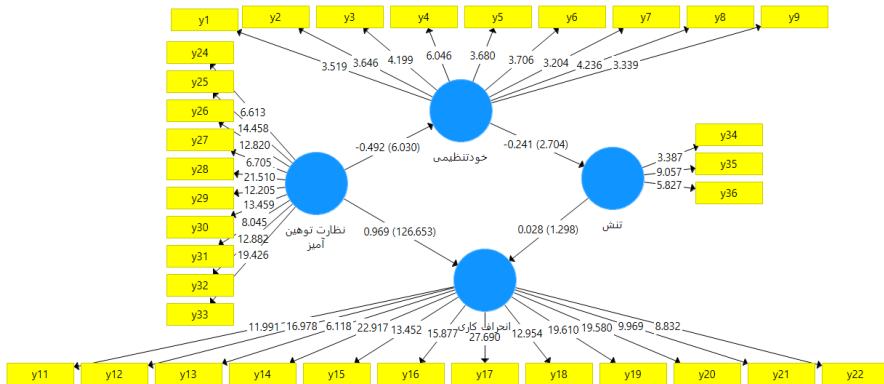 y1 y2 y3 y4 y5 y6 y7 y8 y9
3.519 3.646 4.199 6.046 3.680 3.706 3.204 4.236 3.339
y24
y25
y26
y27
y28
y29
y30
y31
y32
y33
6.613
14.458
12.820
6.705
21.510
12.205
13.459
8.045
12.882
19.426
-0.492 (6.030)
خودتنظیمی
-0.241 (2.704)
y34
y35
y36
3.387
9.057
5.827
نظارت توهین
آمیز
تنش
0.969 (126.653)
0.028 (1.298)
انحراف کاری
11.991 16.978 6.118 22.917 13.452 15.877 27.690 12.954 19.610 19.580 9.969 8.832
y11 y12 y13 y14 y15 y16 y17 y18 y19 y20 y21 y22